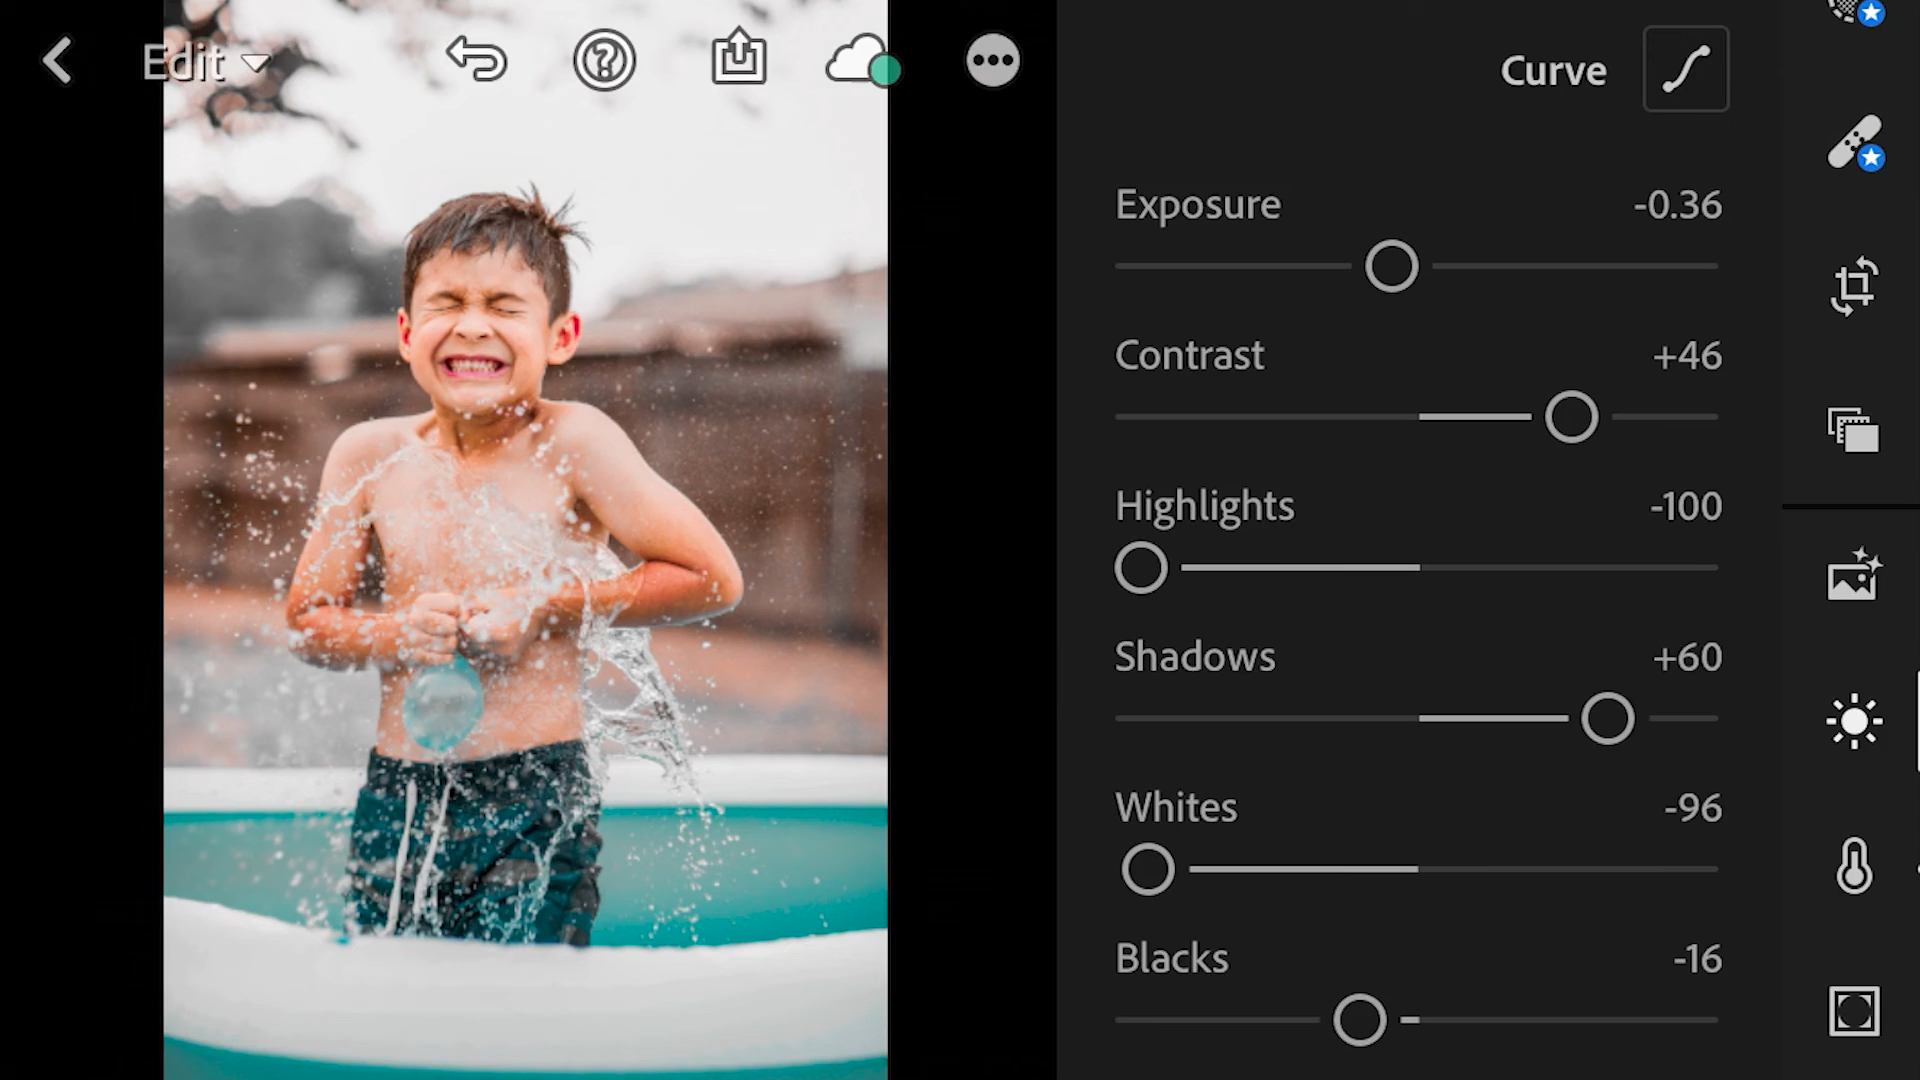 Edit
Curve
Exposure -0.36
Contrast +46
Highlights -100
Shadows +60
Whites -96
Blacks -16